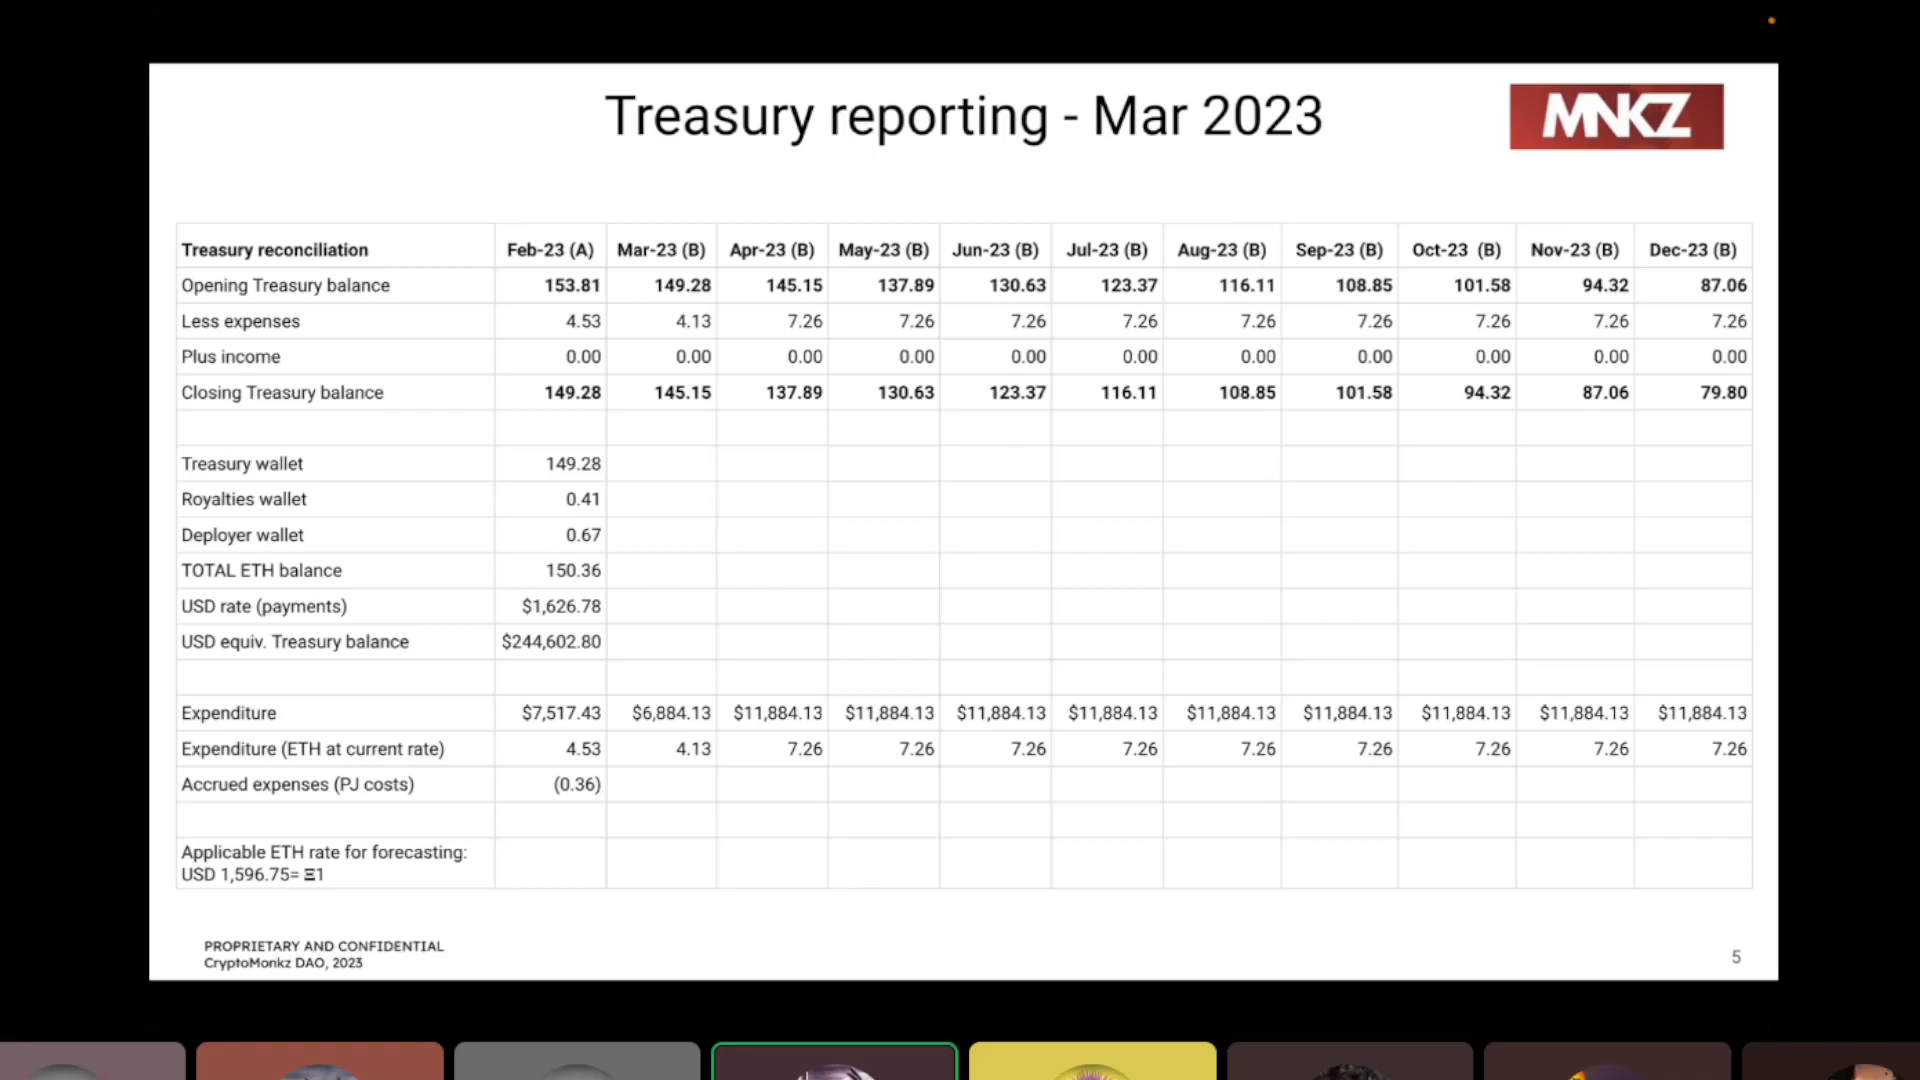 Treasury reporting - Mar 2023
MNKZ
Treasury reconciliation Feb-23 (A) Mar-23 (B) Apr-23 (B) May-23 (B) Jun-23 (B) Jul-23 (B) Aug-23 (B) Sep-23 (B) Oct-23 (B) Nov-23 (B) Dec-23 (B)
Opening Treasury balance 153.81 149.28 145.15 137.89 130.63 123.37 116.11 108.85 101.58 94.32 87.06
Less expenses 4.53 4.13 7.26 7.26 7.26 7.26 7.26 7.26 7.26 7.26 7.26
Plus income 0.00 0.00 0.00 0.00 0.00 0.00 0.00 0.00 0.00 0.00 0.00
Closing Treasury balance 149.28 145.15 137.89 130.63 123.37 116.11 108.85 101.58 94.32 87.06 79.80
Treasury wallet 149.28
Royalties wallet 0.41
Deployer wallet 0.67
TOTAL ETH balance 150.36
USD rate (payments) $1,626.78
USD equiv. Treasury balance $244,602.80
Expenditure $7,517.43 $6,884.13 $11,884.13 $11,884.13 $11,884.13 $11,884.13 $11,884.13 $11,884.13 $11,884.13 $11,884.13 $11,884.13
Expenditure (ETH at current rate) 4.53 4.13 7.26 7.26 7.26 7.26 7.26 7.26 7.26 7.26 7.26
Accrued expenses (PJ costs) (0.36)
Applicable ETH rate for forecasting:
USD 1,596.75= Ξ1
PROPRIETARY AND CONFIDENTIAL
CryptoMonkz DAO, 2023
5